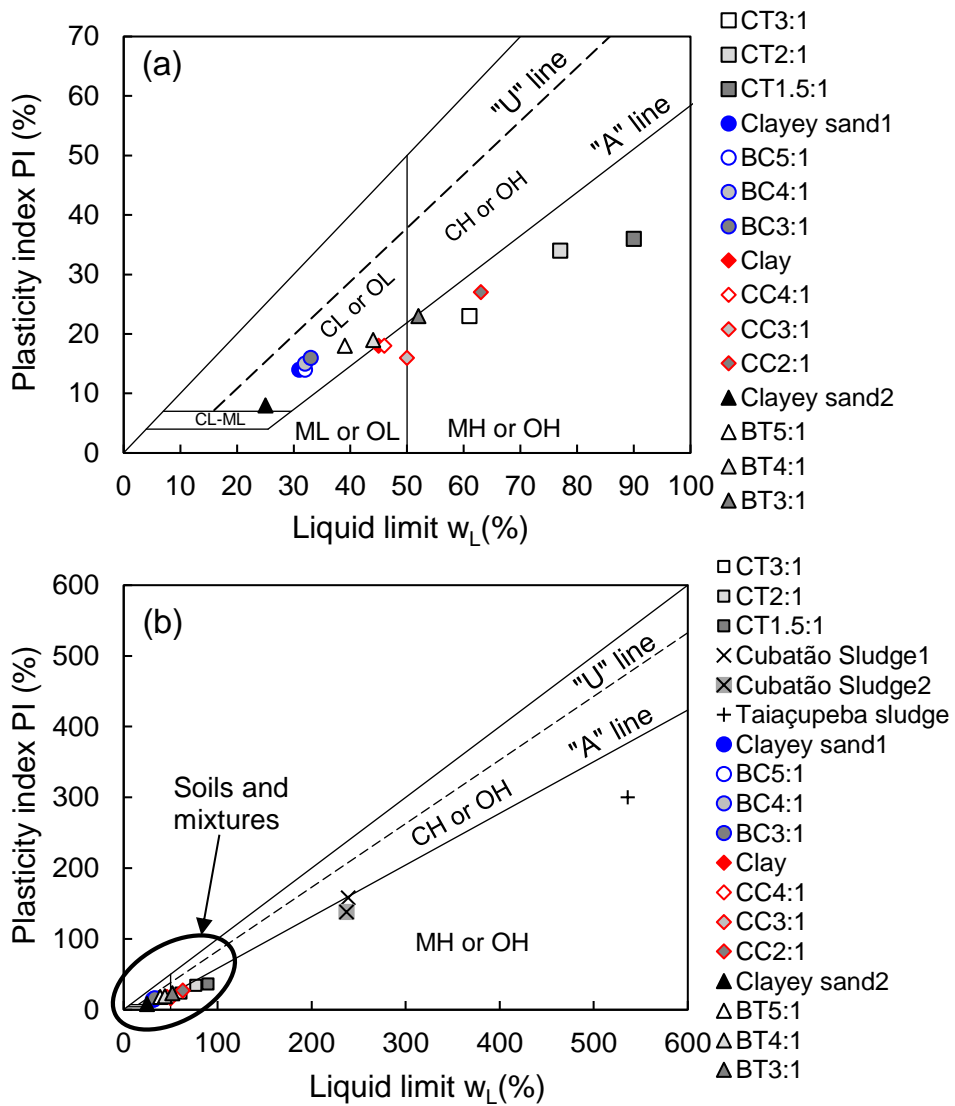 (a)
70
60
50
40
30
20
10
0
Plasticity index PI (%)
"U" line
"A" line
CH or OH
CL or OL
CL-ML
ML or OL
MH or OH
0 10 20 30 40 50 60 70 80 90 100
Liquid limit wL(%)
CT3:1
CT2:1
CT1.5:1
Clayey sand1
BC5:1
BC4:1
BC3:1
Clay
CC4:1
CC3:1
CC2:1
Clayey sand2
BT5:1
BT4:1
BT3:1
(b)
600
500
400
300
200
100
0
Plasticity index PI (%)
"U" line
"A" line
CH or OH
Soils and
mixtures
MH or OH
0 100 200 300 400 500 600
Liquid limit wL(%)
CT3:1
CT2:1
CT1.5:1
Cubatão Sludge1
Cubatão Sludge2
Taiaçupeba sludge
Clayey sand1
BC5:1
BC4:1
BC3:1
Clay
CC4:1
CC3:1
CC2:1
Clayey sand2
BT5:1
BT4:1
BT3:1